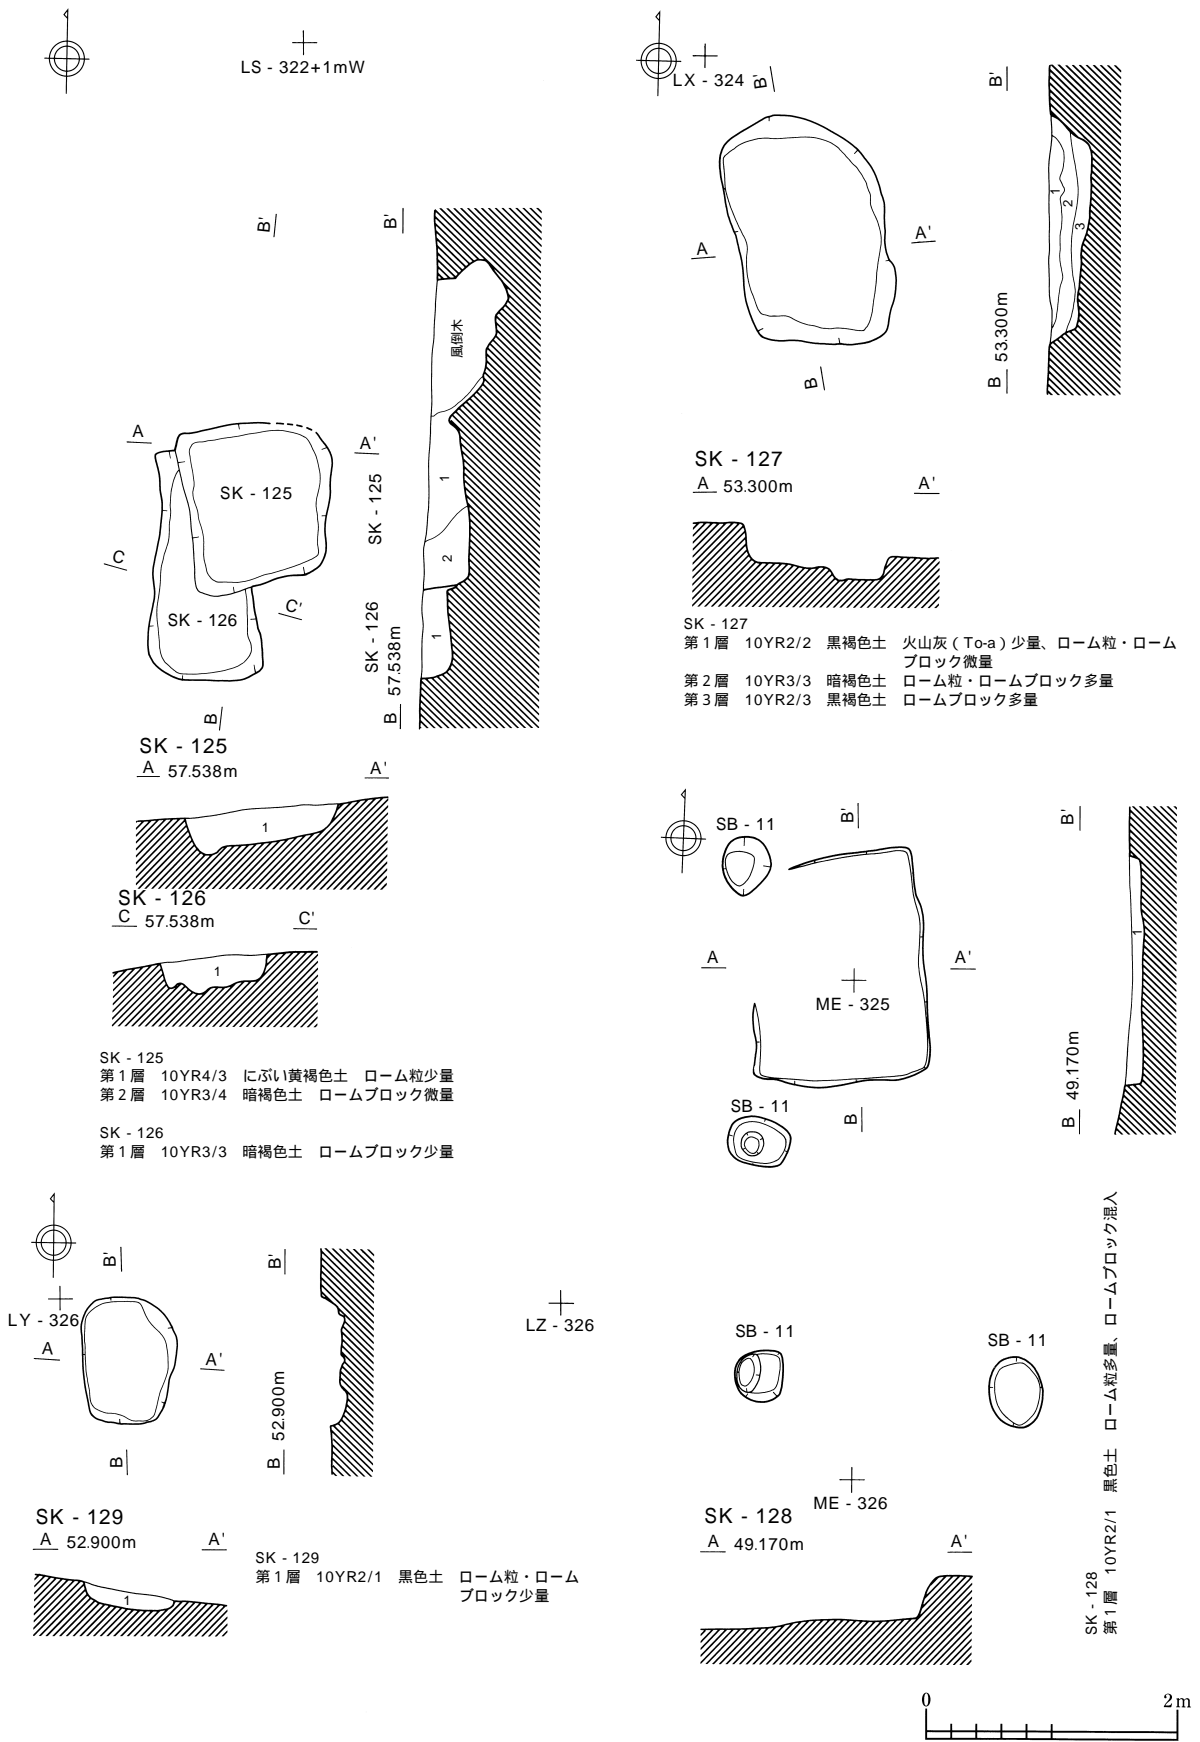 LS - 322+1mW
B'
B'
風倒木
A
A'
SK - 125
SK - 125
1
2
C
C'
SK - 126
SK - 126
1
B
B 57.538m
SK - 125
A 57.538m
A'
1
SK - 126
C 57.538m
C'
1
SK - 125
第1層 10YR4/3 にぶい黄褐色土 ローム粒少量
第2層 10YR3/4 暗褐色土 ロームブロック微量
SK - 126
第1層 10YR3/3 暗褐色土 ロームブロック少量
LX - 324
B'
B'
A
A'
1
2
3
B
B 53.300m
SK - 127
A 53.300m
A'
SK - 127
第1層 10YR2/2 黒褐色土 火山灰(To-a)少量、ローム粒・ローム
ブロック微量
第2層 10YR3/3 暗褐色土 ローム粒・ロームブロック多量
第3層 10YR2/3 黒褐色土 ロームブロック多量
SB - 11
B'
B'
A
A'
ME - 325
1
SB - 11
B
B 49.170m
SB - 11
SB - 11
ME - 326
SK - 128
A 49.170m
A'
SK - 128
第1層 10YR2/1 黒色土 ローム粒多量、ロームブロック混入
LY - 326
B'
B'
LZ - 326
A
A'
B
B 52.900m
SK - 129
A 52.900m
A'
1
SK - 129
第1層 10YR2/1 黒色土 ローム粒・ローム
ブロック少量
0
2m